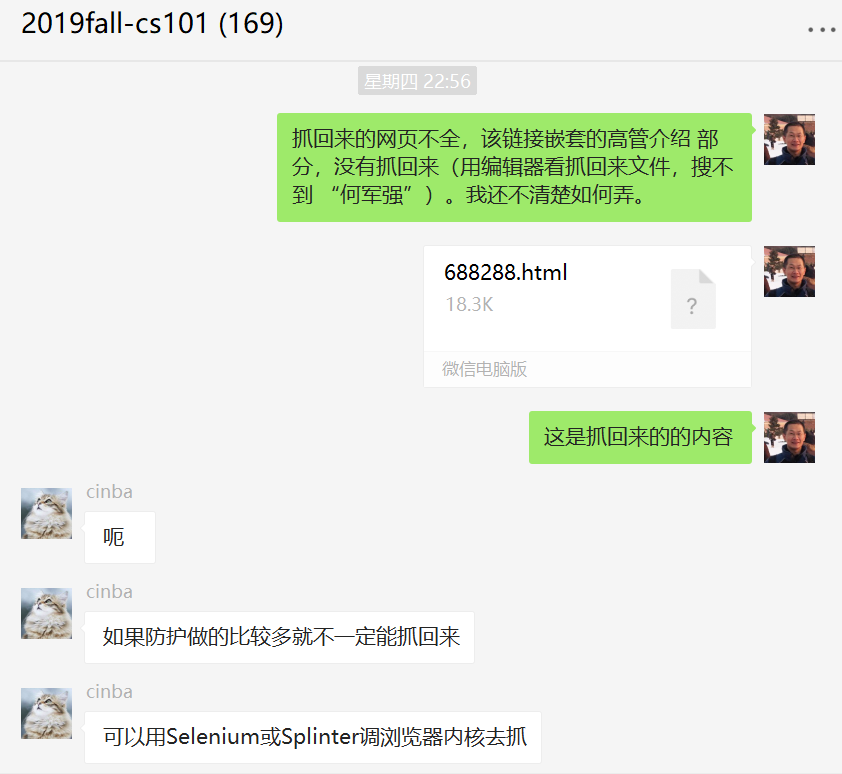 2019fall-cs101 (169)
星期四 22:56
抓回来的网页不全，该链接嵌套的高管介绍 部
分，没有抓回来（用编辑器看抓回来文件，搜不
到 “何军强”）。我还不清楚如何弄。
688288.html
18.3K
?
微信电脑版
这是抓回来的的内容
cinba
呃
cinba
如果防护做的比较多就不一定能抓回来
cinba
可以用Selenium或Splinter调浏览器内核去抓